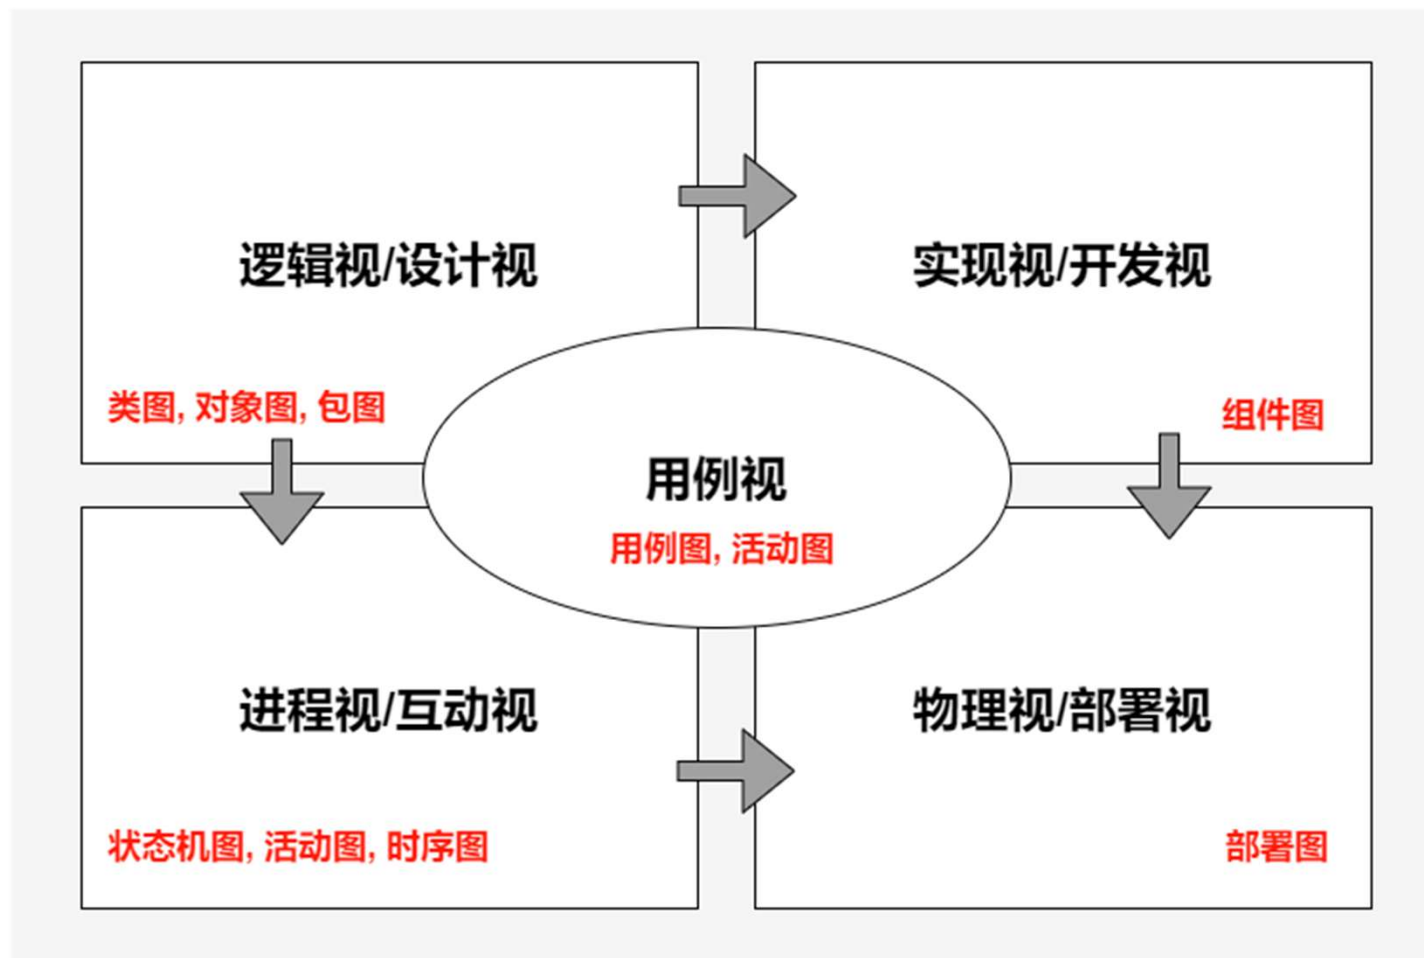 逻辑视/设计视
类图, 对象图, 包图
实现视/开发视
组件图
用例视
用例图, 活动图
进程视/互动视
状态机图, 活动图, 时序图
物理视/部署视
部署图